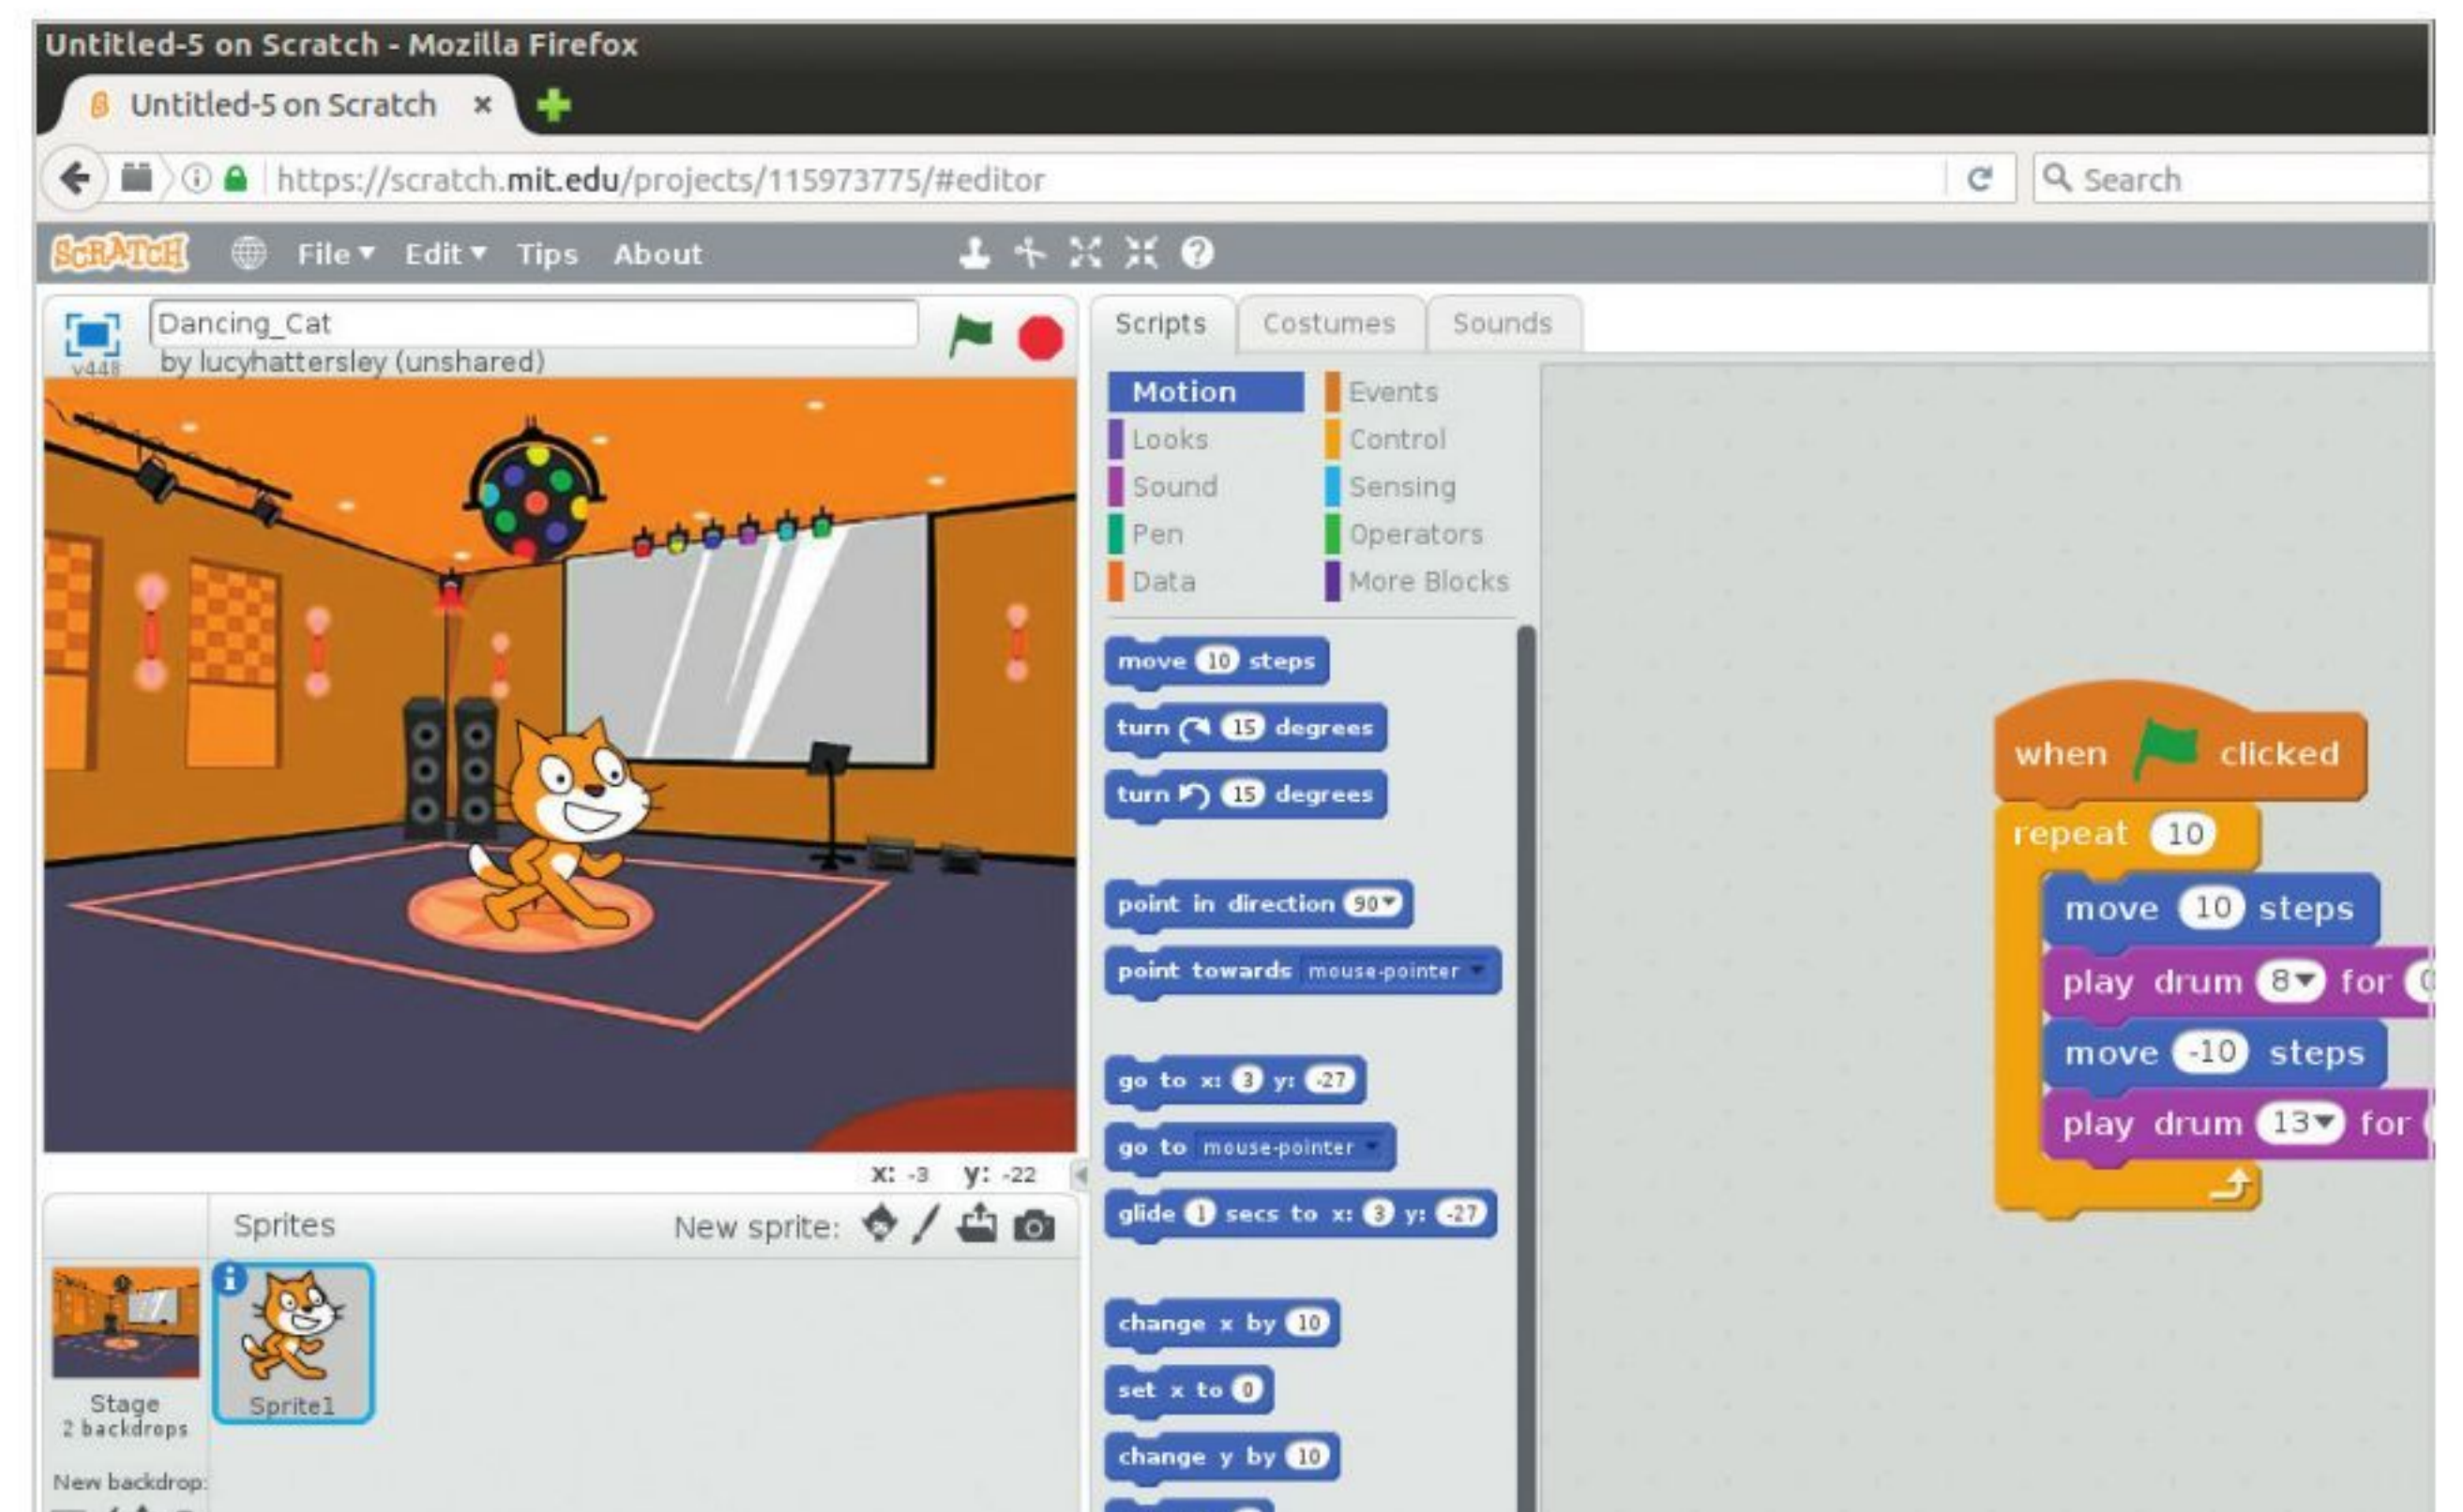 Untitled-5 on Scratch - Mozilla Firefox
Untitled-5 on Scratch
https://scratch.mit.edu/projects/115973775/#editor
Search
SCRATCH File Edit Tips About
Dancing_Cat
by lucyhattersley (unshared)
v448
x: -3 y: -22
Sprites New sprite:
Stage
2 backdrops
Sprite1
New backdrop:
Scripts Costumes Sounds
Motion Events
Looks Control
Sound Sensing
Pen Operators
Data More Blocks
move 10 steps
turn 15 degrees
turn 15 degrees
point in direction 90
point towards mouse-pointer
go to x: 3 y: -27
go to mouse-pointer
glide 1 secs to x: 3 y: -27
change x by 10
set x to 0
change y by 10
when clicked
repeat 10
move 10 steps
play drum 8 for
move -10 steps
play drum 13 for